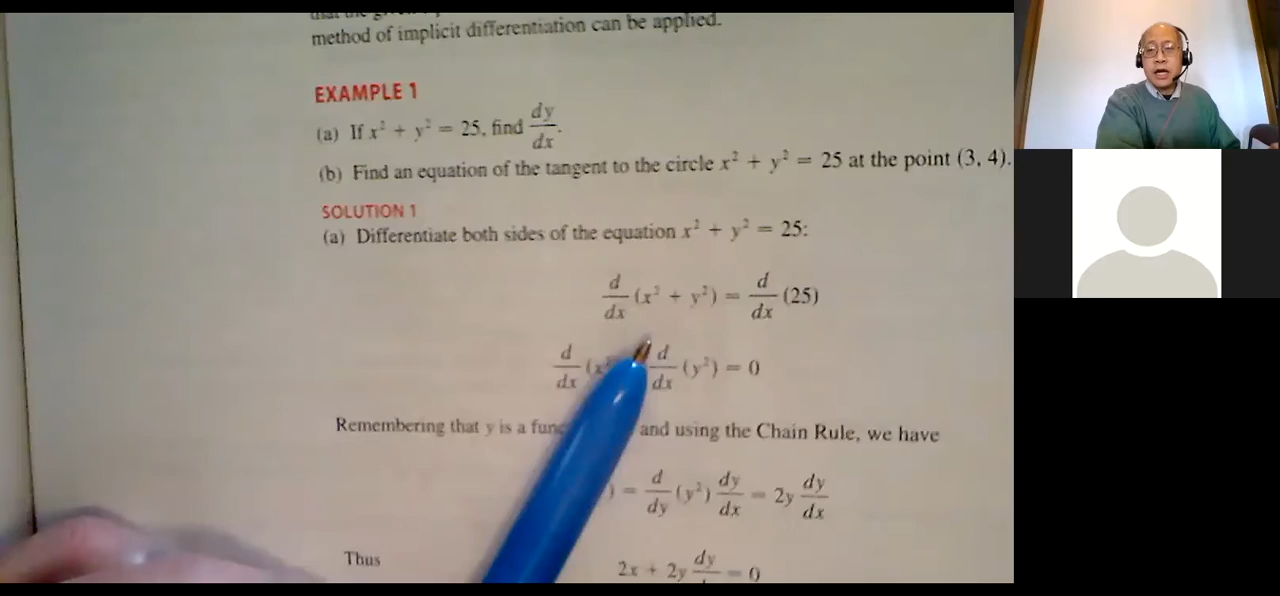 method of implicit differentiation can be applied.
EXAMPLE 1
(a) If x² + y² = 25, find dy/dx.
(b) Find an equation of the tangent to the circle x² + y² = 25 at the point (3, 4).
SOLUTION 1
(a) Differentiate both sides of the equation x² + y² = 25:
d/dx (x² + y²) = d/dx (25)
d/dx (x² d/dx (y²) = 0
Remembering that y is a func and using the Chain Rule, we have
) = d/dy (y²) dy/dx = 2y dy/dx
Thus 2x + 2y dy/ = 0